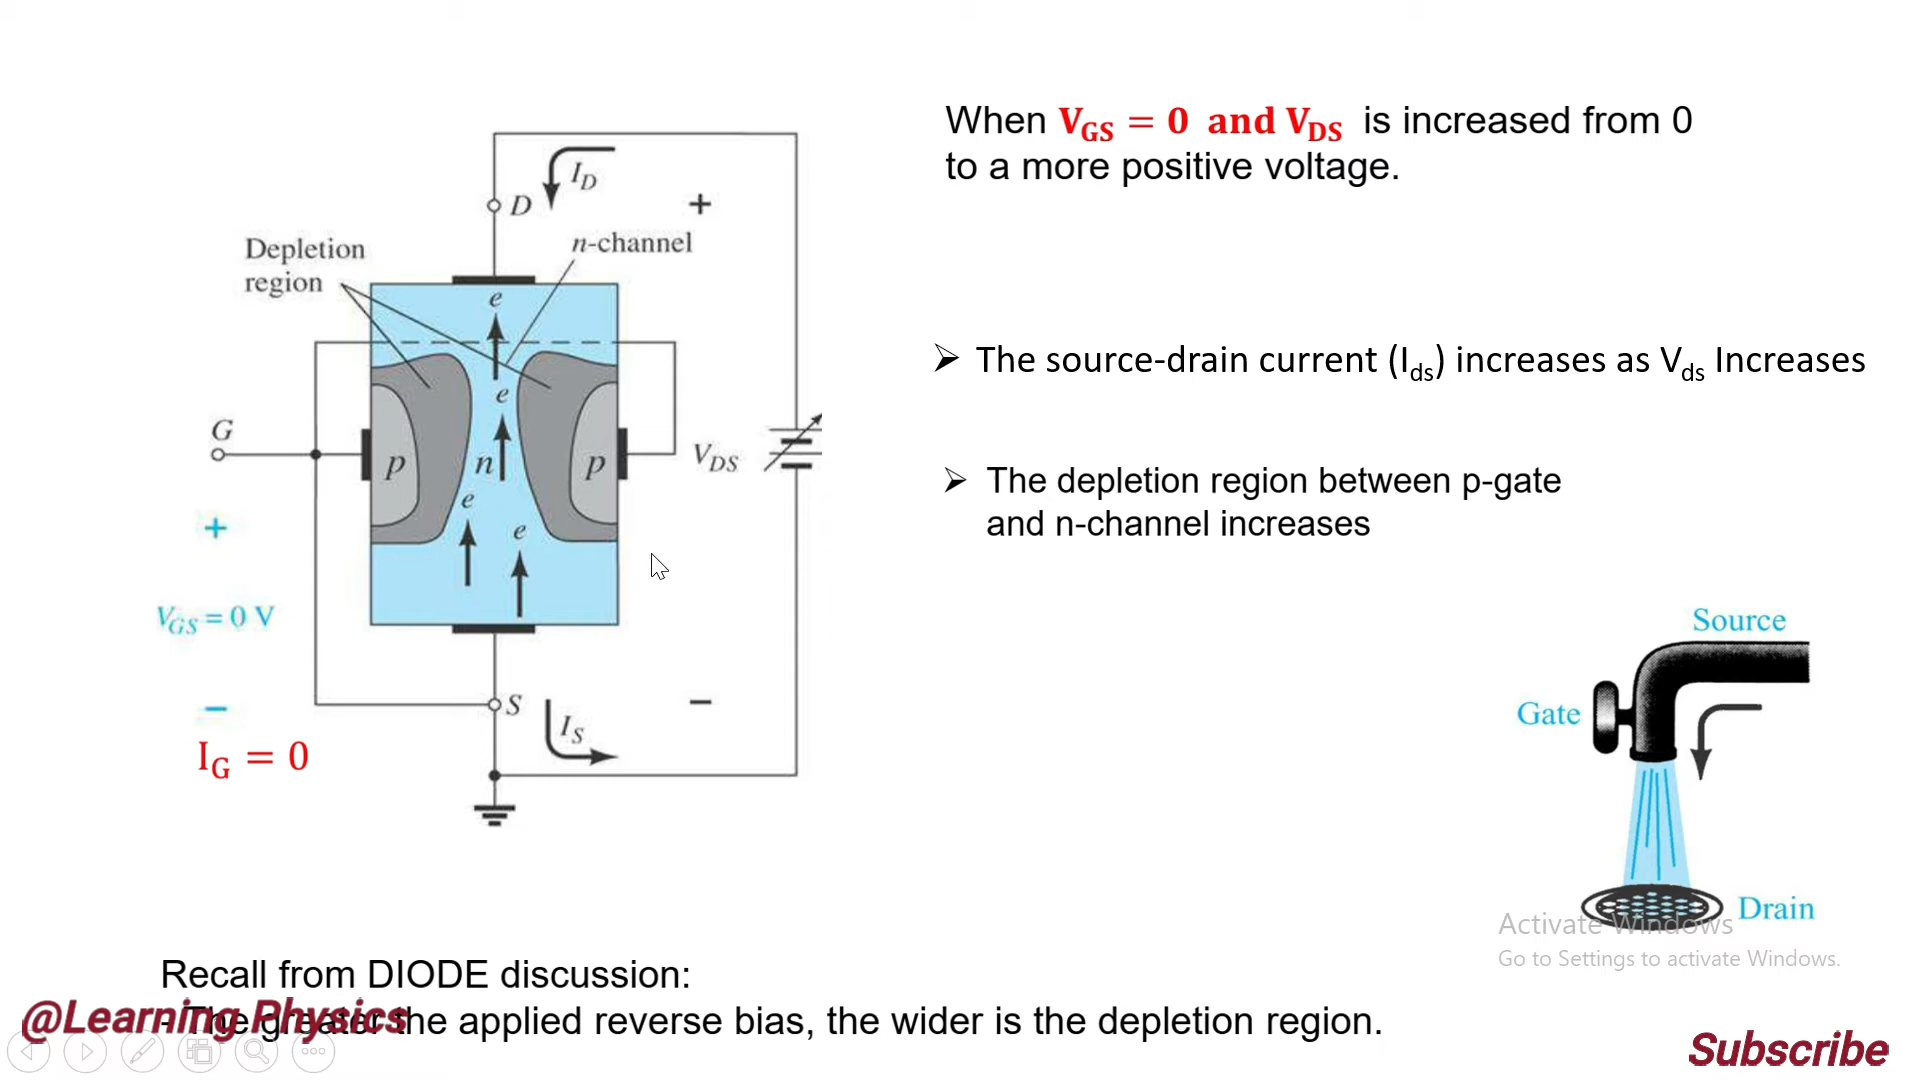 When V_GS = 0 and V_DS is increased from 0
to a more positive voltage.
I_D
D
+
n-channel
Depletion
region
e
➢ The source-drain current (I_ds) increases as V_ds Increases
e
G
p
n
p
V_DS
➢ The depletion region between p-gate
and n-channel increases
e
e
+
V_GS = 0 V
Source
S
I_S
−
−
Gate
I_G = 0
Drain
Activate Windows
Go to Settings to activate Windows.
Recall from DIODE discussion:
- The greater the applied reverse bias, the wider is the depletion region.
@Learning Physics
Subscribe